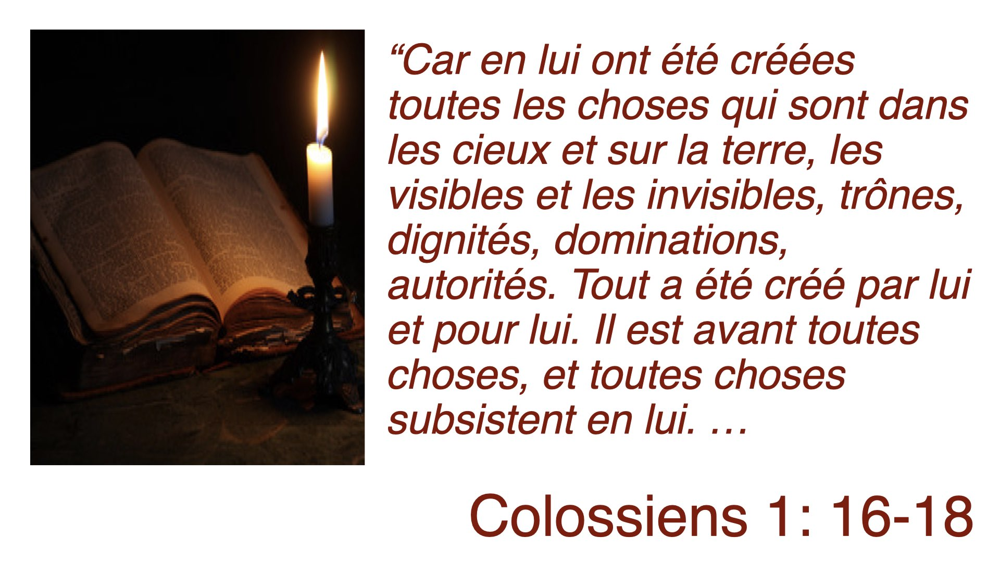 “Car en lui ont été créées
toutes les choses qui sont dans
les cieux et sur la terre, les
visibles et les invisibles, trônes,
dignités, dominations,
autorités. Tout a été créé par lui
et pour lui. Il est avant toutes
choses, et toutes choses
subsistent en lui. …
Colossiens 1: 16-18